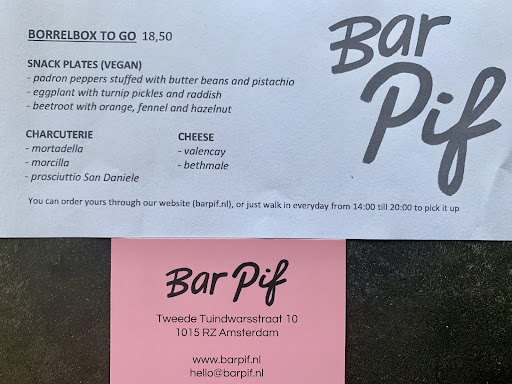 BORRELBOX TO GO 18,50
Bar
Pif
SNACK PLATES (VEGAN)
- padron peppers stuffed with butter beans and pistachio
- eggplant with turnip pickles and raddish
- beetroot with orange, fennel and hazelnut
CHARCUTERIE
- mortadella
- morcilla
- prosciuttio San Daniele
CHEESE
- valencay
- bethmale
You can order yours through our website (barpif.nl), or just walk in everyday from 14:00 till 20:00 to pick it up
Bar Pif
Tweede Tuindwarsstraat 10
1015 RZ Amsterdam
www.barpif.nl
hello@barpif.nl